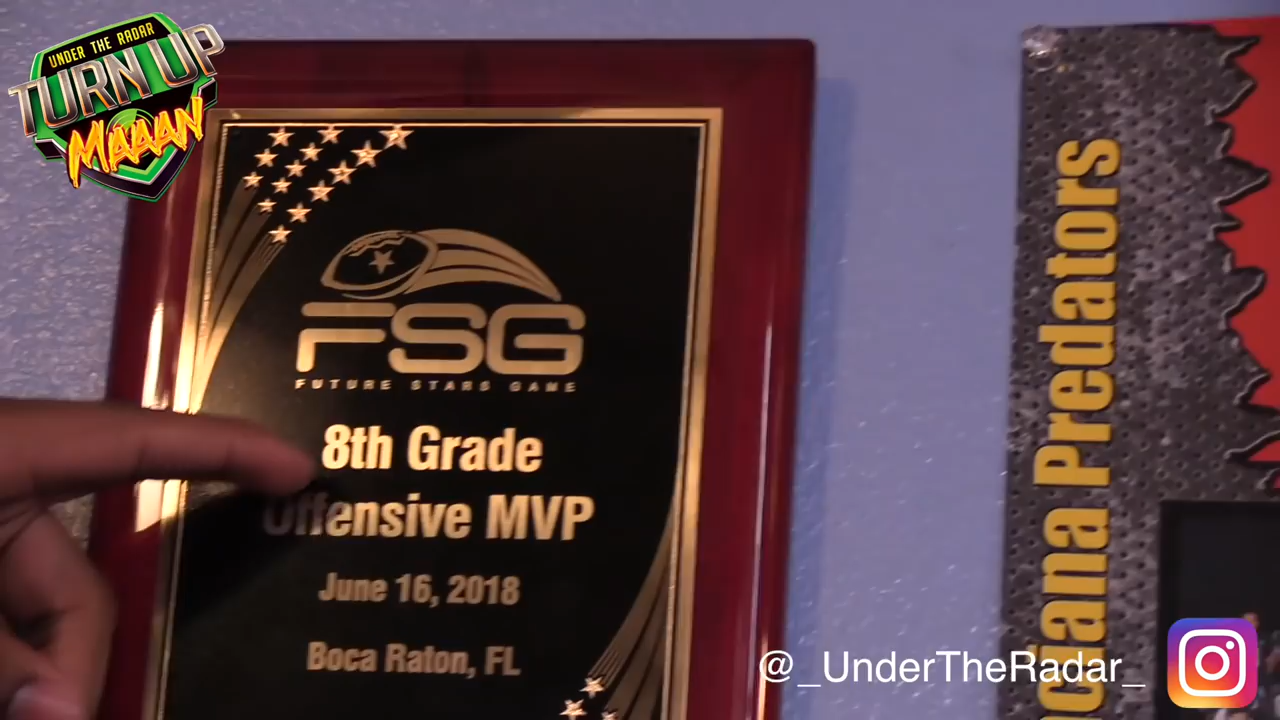 UNDER THE RADAR
TURN UP
MAAAN
FSG
FUTURE STARS GAME
8th Grade
Offensive MVP
June 16, 2018
Boca Raton, FL
Predators
@_UnderTheRadar_